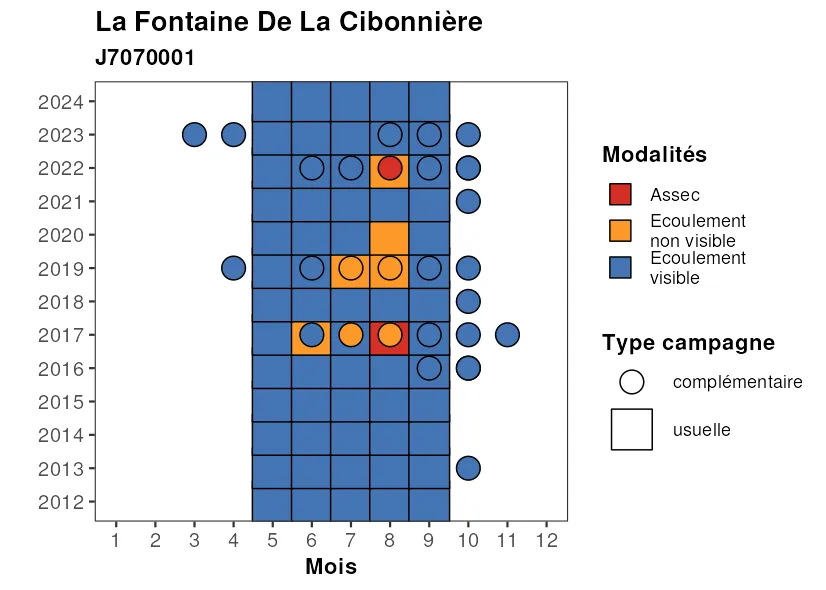 La Fontaine De La Cibonnière
J7070001
2024
2023
2022
2021
2020
2019
2018
2017
2016
2015
2014
2013
2012
1 2 3 4 5 6 7 8 9 10 11 12
Mois
Modalités
Assec
Ecoulement
non visible
Ecoulement
visible
Type campagne
complémentaire
usuelle